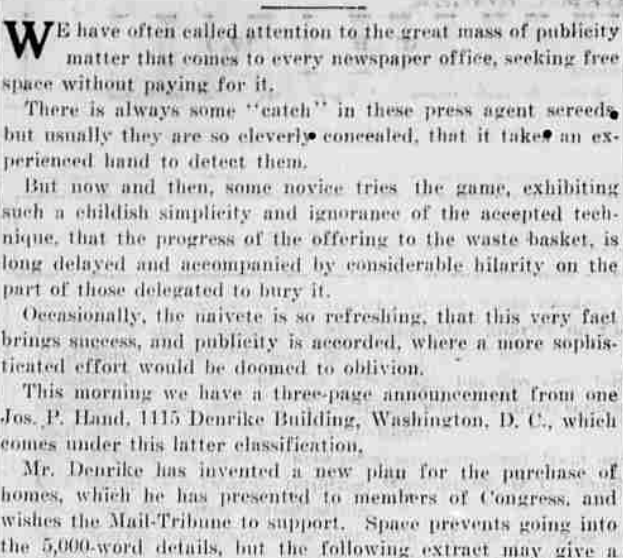 WE have often called attention to the great mass of publicity
matter that comes to every newspaper office, seeking free
space without paying for it.
There is always some "catch" in these press agent screeds,
but usually they are so cleverly concealed, that it takes an ex-
perienced hand to detect them.
But now and then, some novice tries the game, exhibiting
such a childish simplicity and ignorance of the accepted tech-
nique, that the progress of the offering to the waste basket, is
long delayed and accompanied by considerable hilarity on the
part of those delegated to bury it.
Occasionally, the naivete is so refreshing, that this very fact
brings success, and publicity is accorded, where a more sophis-
ticated effort would be doomed to oblivion.
This morning we have a three-page announcement from one
Jos. P. Hand, 1115 Denrike Building, Washington, D. C., which
comes under this latter classification.
Mr. Denrike has invented a new plan for the purchase of
homes, which he has presented to members of Congress, and
wishes the Mail-Tribune to support. Space prevents going into
the 5,000-word details, but the following extract may give a